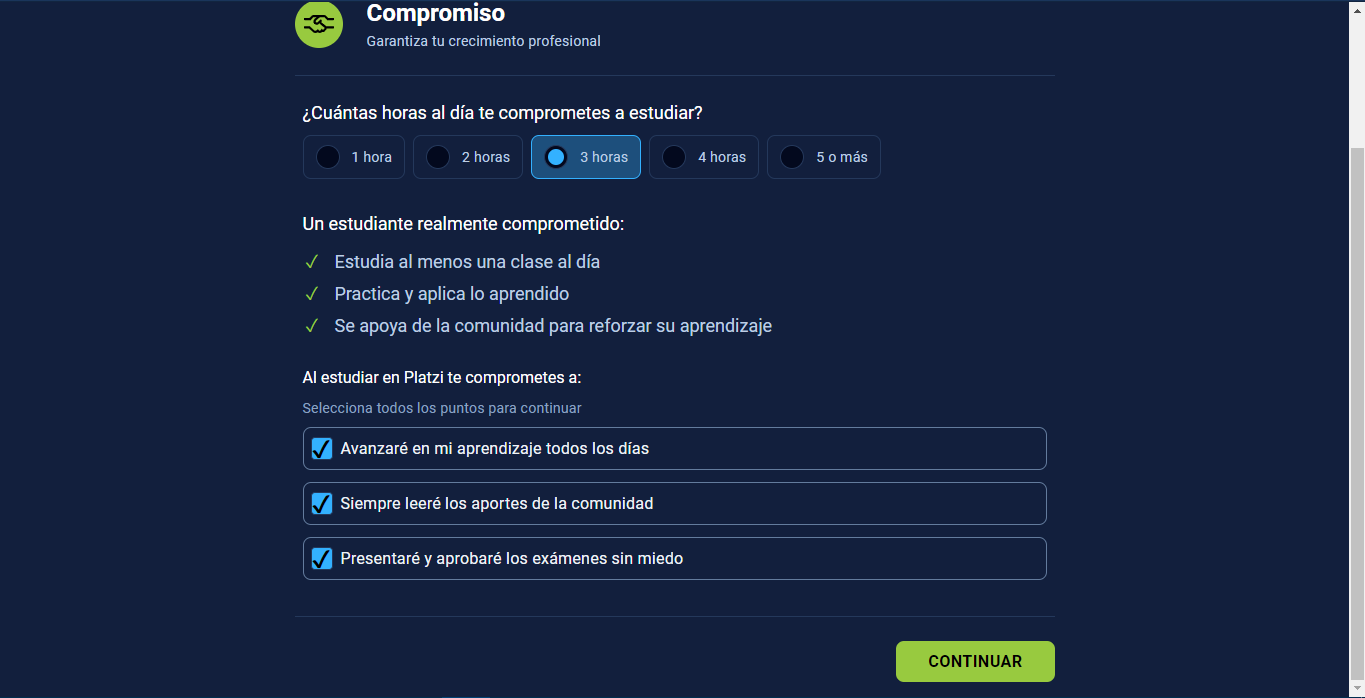 Compromiso
Garantiza tu crecimiento profesional
¿Cuántas horas al día te comprometes a estudiar?
1 hora 2 horas 3 horas 4 horas 5 o más
Un estudiante realmente comprometido:
Estudia al menos una clase al día
Practica y aplica lo aprendido
Se apoya de la comunidad para reforzar su aprendizaje
Al estudiar en Platzi te comprometes a:
Selecciona todos los puntos para continuar
Avanzaré en mi aprendizaje todos los días
Siempre leeré los aportes de la comunidad
Presentaré y aprobaré los exámenes sin miedo
CONTINUAR